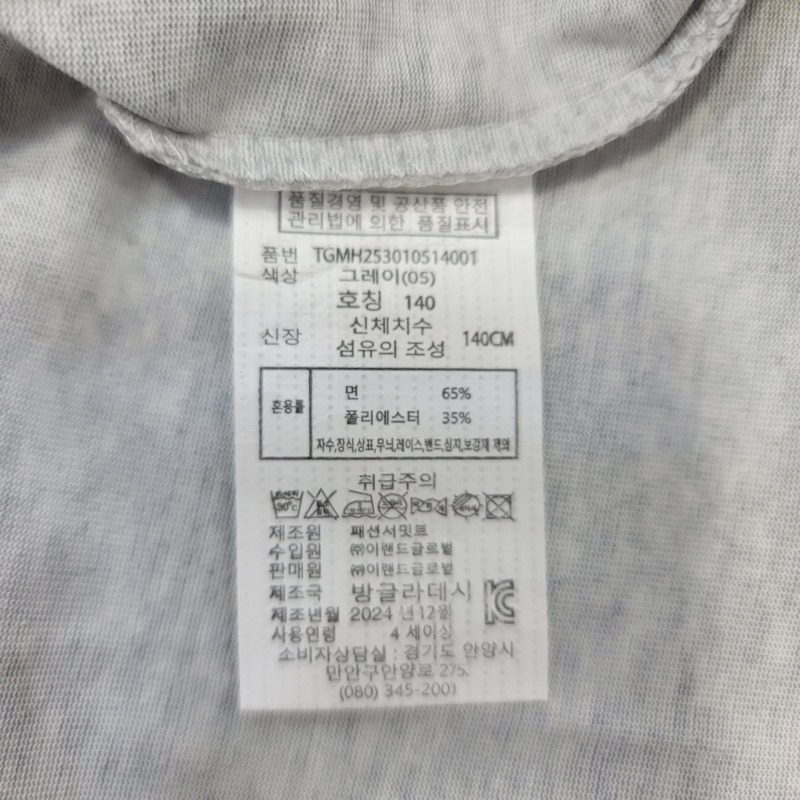 품질경영 및 공산품 안전
관리법에 의한 품질표시
품번 TGMH253010514001
색상 그레이(05)
호칭 140
신체치수
신장 140CM
섬유의 조성
혼용률
면 65%
폴리에스터 35%
자수,장식,상표,무늬,레이스,밴드,심지,보강재 제외
취급주의
30°C
제조원 패션서밋트
수입원 ㈜이랜드글로벌
판매원 ㈜이랜드글로벌
제조국 방글라데시
제조년월 2024 년 12월
사용연령 4 세이상
소비자상담실 : 경기도 안양시
만안구안양로 275.
(080) 345-2001